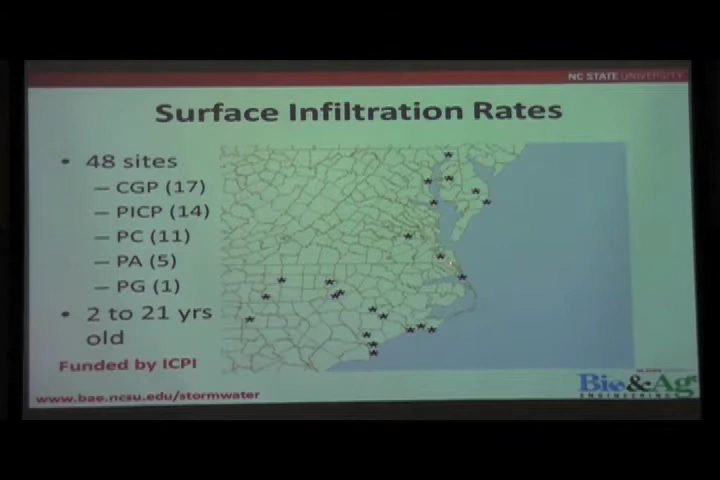 NC STATE UNIVERSITY
Surface Infiltration Rates
• 48 sites
– CGP (17)
– PICP (14)
– PC (11)
– PA (5)
– PG (1)
• 2 to 21 yrs
old
Funded by ICPI
www.bae.ncsu.edu/stormwater
Bio&Ag
ENGINEERING